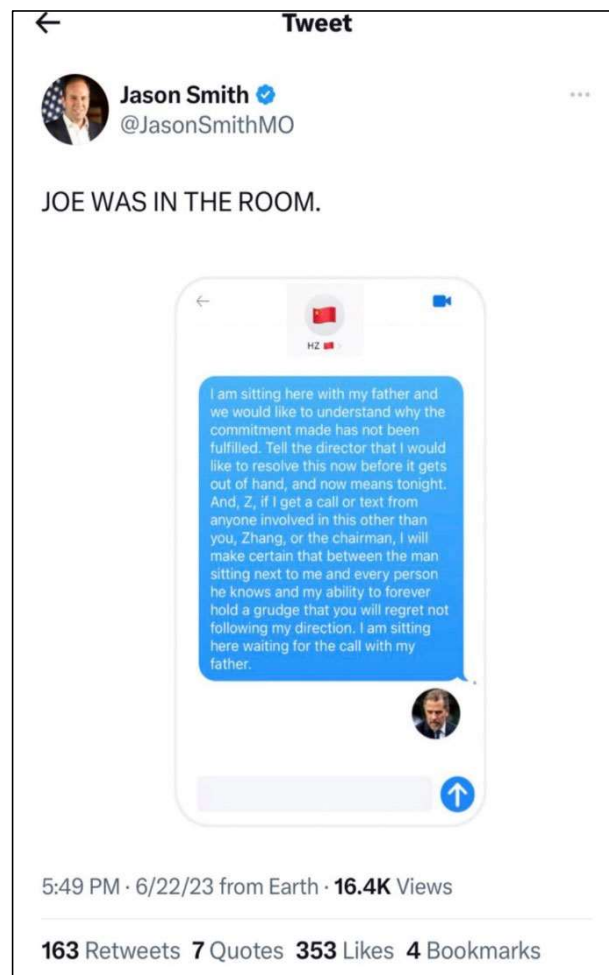 Tweet
Jason Smith
@JasonSmithMO
JOE WAS IN THE ROOM.
HZ
I am sitting here with my father and
we would like to understand why the
commitment made has not been
fulfilled. Tell the director that I would
like to resolve this now before it gets
out of hand, and now means tonight.
And, Z, if I get a call or text from
anyone involved in this other than
you, Zhang, or the chairman, I will
make certain that between the man
sitting next to me and every person
he knows and my ability to forever
hold a grudge that you will regret not
following my direction. I am sitting
here waiting for the call with my
father.
5:49 PM · 6/22/23 from Earth · 16.4K Views
163 Retweets 7 Quotes 353 Likes 4 Bookmarks